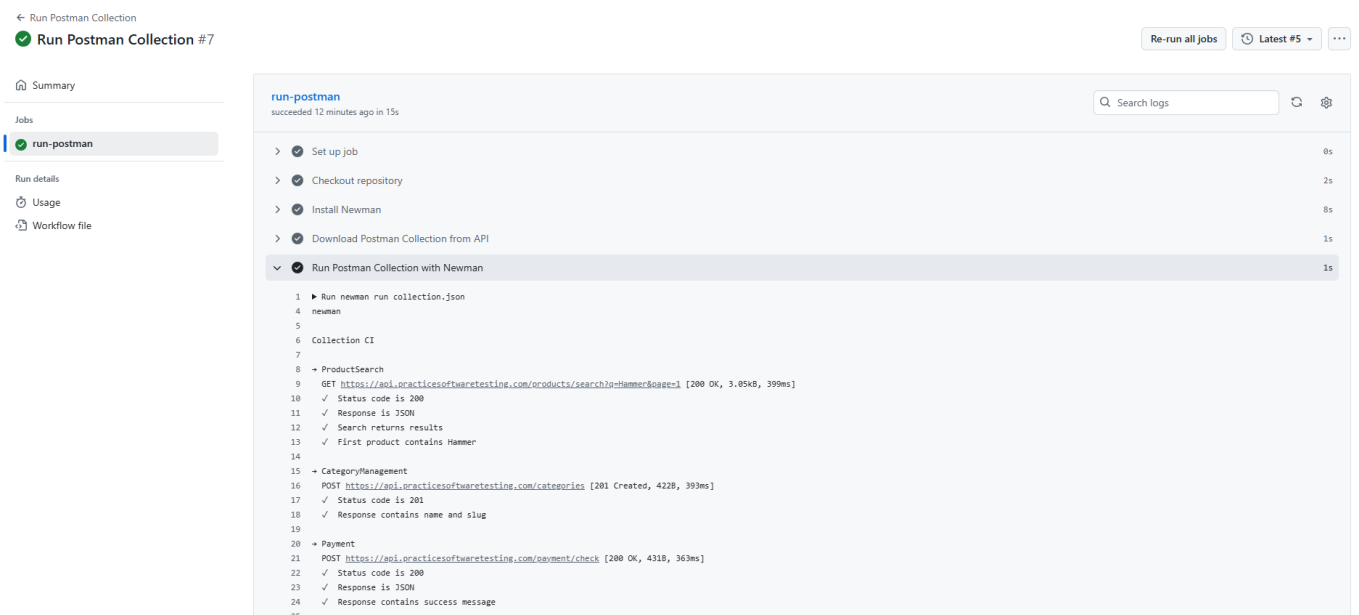 ← Run Postman Collection
Run Postman Collection #7
Re-run all jobs
Latest #5
...
Summary
Jobs
run-postman
Run details
Usage
Workflow file
run-postman
succeeded 12 minutes ago in 15s
Search logs
Set up job 0s
Checkout repository 2s
Install Newman 8s
Download Postman Collection from API 1s
Run Postman Collection with Newman 1s
1 ▶ Run newman run collection.json
4 newman
5
6 Collection CI
7
8 → ProductSearch
9 GET https://api.practicesoftwaretesting.com/products/search?q=Hammer&page=1 [200 OK, 3.05kB, 399ms]
10 √ Status code is 200
11 √ Response is JSON
12 √ Search returns results
13 √ First product contains Hammer
14
15 → CategoryManagement
16 POST https://api.practicesoftwaretesting.com/categories [201 Created, 422B, 393ms]
17 √ Status code is 201
18 √ Response contains name and slug
19
20 → Payment
21 POST https://api.practicesoftwaretesting.com/payment/check [200 OK, 431B, 363ms]
22 √ Status code is 200
23 √ Response is JSON
24 √ Response contains success message